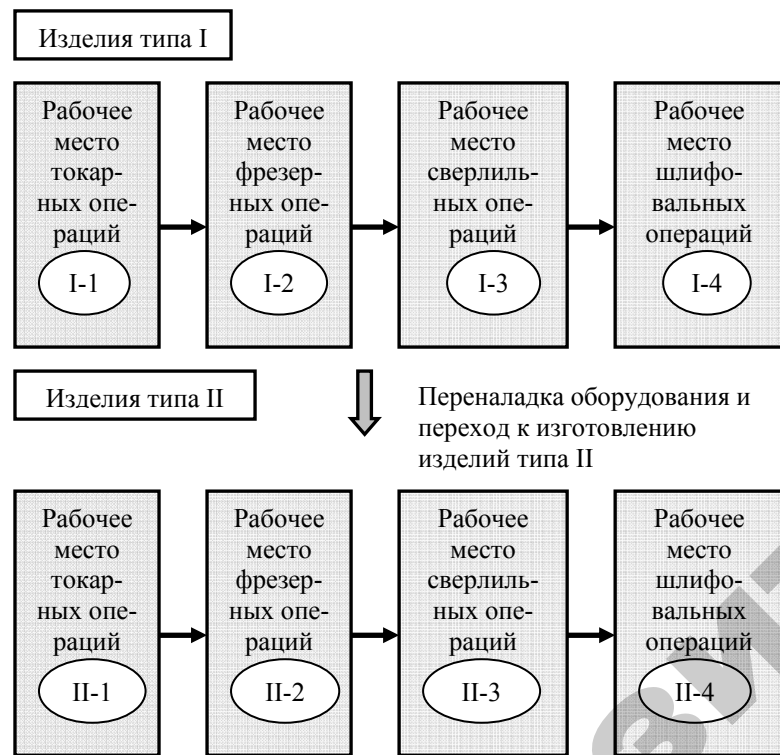 Изделия типа I
Рабочее
место
токар-
ных опе-
раций
I-1
Рабочее
место
фрезер-
ных опе-
раций
I-2
Рабочее
место
сверлиль-
ных опе-
раций
I-3
Рабочее
место
шлифо-
вальных
операций
I-4
Изделия типа II
Переналадка оборудования и
переход к изготовлению
изделий типа II
Рабочее
место
токар-
ных опе-
раций
II-1
Рабочее
место
фрезер-
ных опе-
раций
II-2
Рабочее
место
сверлиль-
ных опе-
раций
II-3
Рабочее
место
шлифо-
вальных
операций
II-4